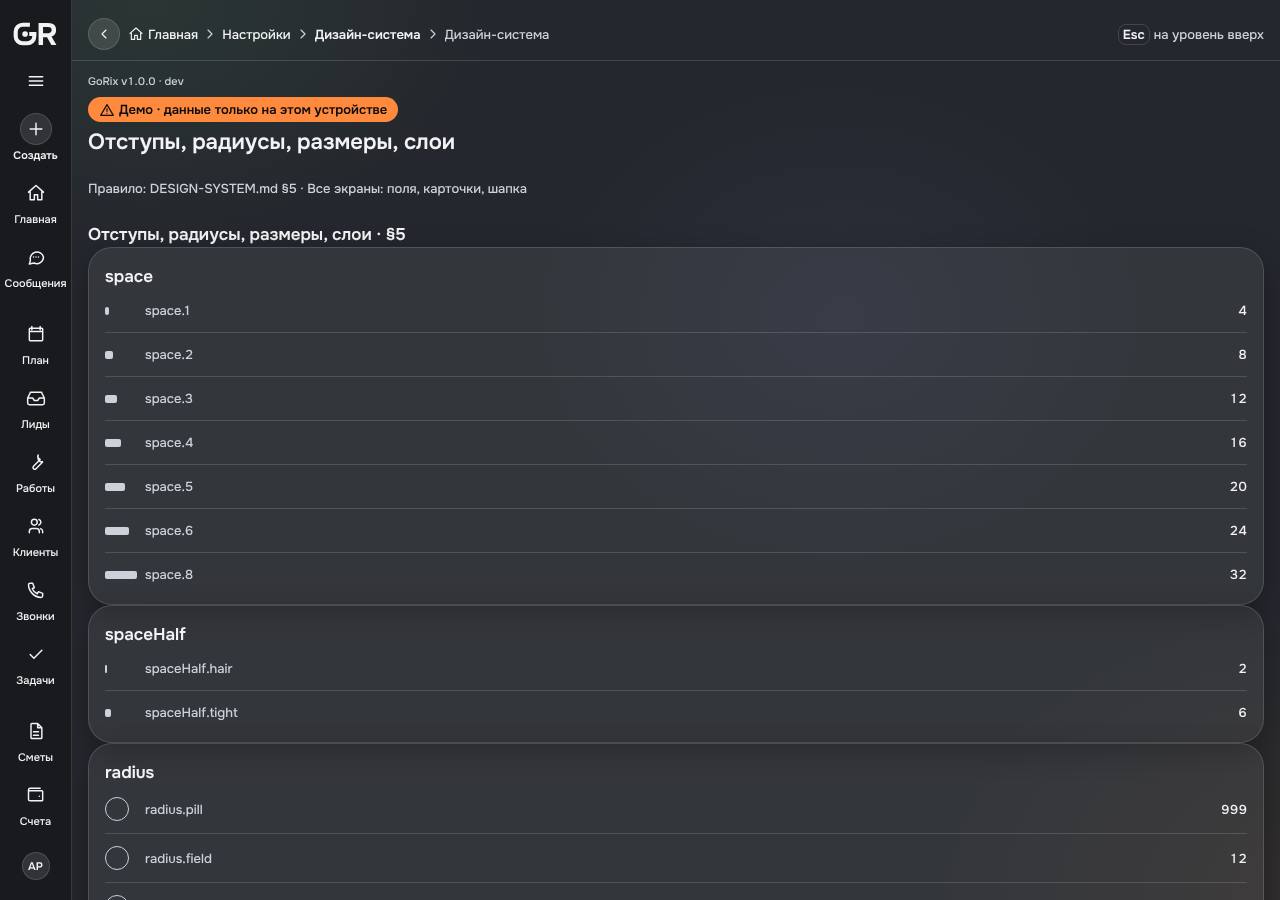 GR
Создать
Главная
Сообщения
План
Лиды
Работы
Клиенты
Звонки
Задачи
Сметы
Счета
AP
Главная
Настройки
Дизайн-система
Дизайн-система
Esc на уровень вверх
GoRix v1.0.0 · dev
Демо · данные только на этом устройстве
Отступы, радиусы, размеры, слои
Правило: DESIGN-SYSTEM.md §5 · Все экраны: поля, карточки, шапка
Отступы, радиусы, размеры, слои · §5
space
space.1 4
space.2 8
space.3 12
space.4 16
space.5 20
space.6 24
space.8 32
spaceHalf
spaceHalf.hair 2
spaceHalf.tight 6
radius
radius.pill 999
radius.field 12